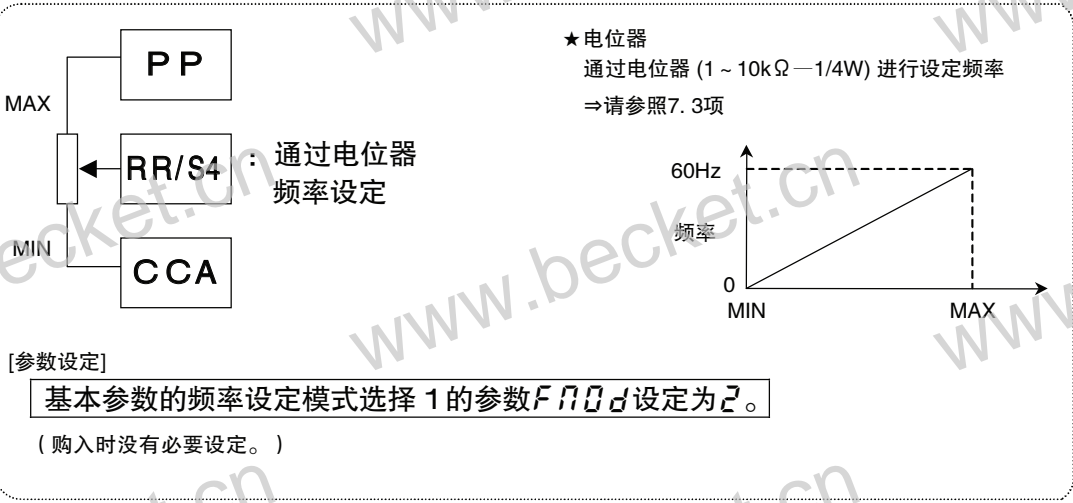 PP
MAX
RR/S4 : 通过电位器
频率设定
MIN
CCA
★电位器
通过电位器 (1 ~ 10kΩ—1/4W) 进行设定频率
⇒请参照7. 3项
60Hz
频率
0
MIN MAX
[参数设定]
基本参数的频率设定模式选择 1 的参数FMOd设定为2。
( 购入时没有必要设定。)
www.becket.cn